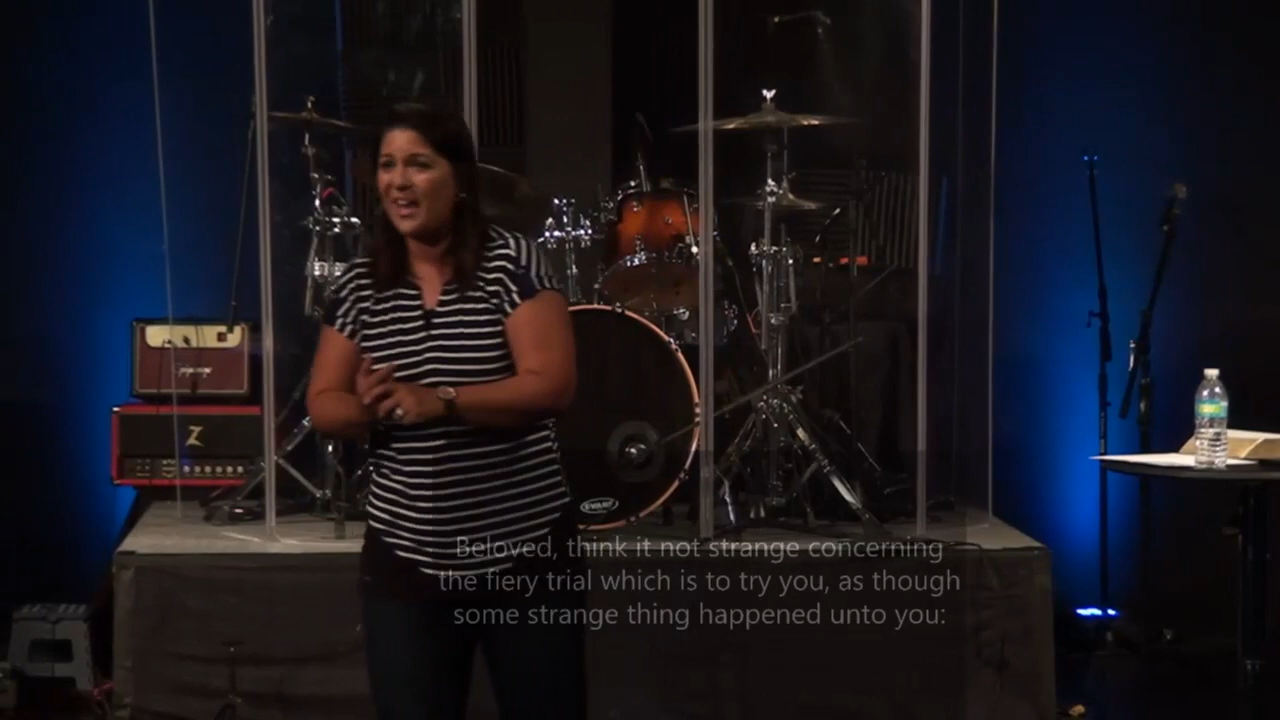 Z
EVANS
Beloved, think it not strange concerning
the fiery trial which is to try you, as though
some strange thing happened unto you: